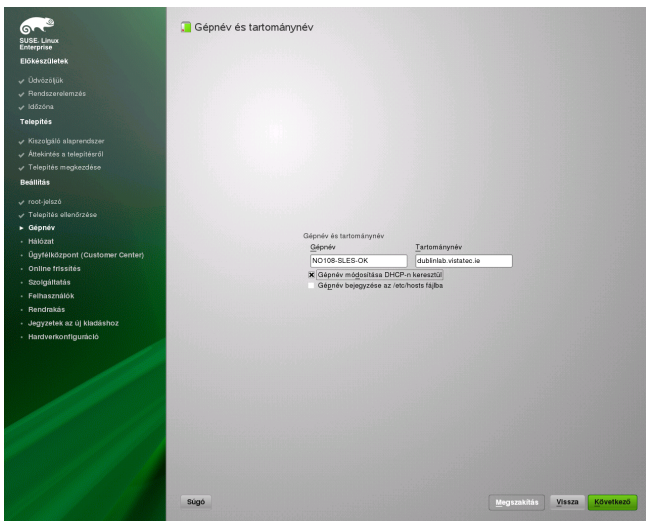 SUSE. Linux
Enterprise
Előkészületek
Üdvözöljük
Rendszerelemzés
Időzóna
Telepítés
Kiszolgáló alaprendszer
Áttekintés a telepítésről
Telepítés megkezdése
Beállítás
root-jelszó
Telepítés ellenőrzése
Gépnév
Hálózat
Ügyfélközpont (Customer Center)
Online frissítés
Szolgáltatás
Felhasználók
Rendrakás
Jegyzetek az új kiadáshoz
Hardverkonfiguráció
Gépnév és tartománynév
Gépnév és tartománynév
Gépnév Tartománynév
NO108-SLES-OK dublinlab.vistatec.ie
Gépnév módosítása DHCP-n keresztül
Gépnév bejegyzése az /etc/hosts fájlba
Súgó Megszakítás Vissza Következő